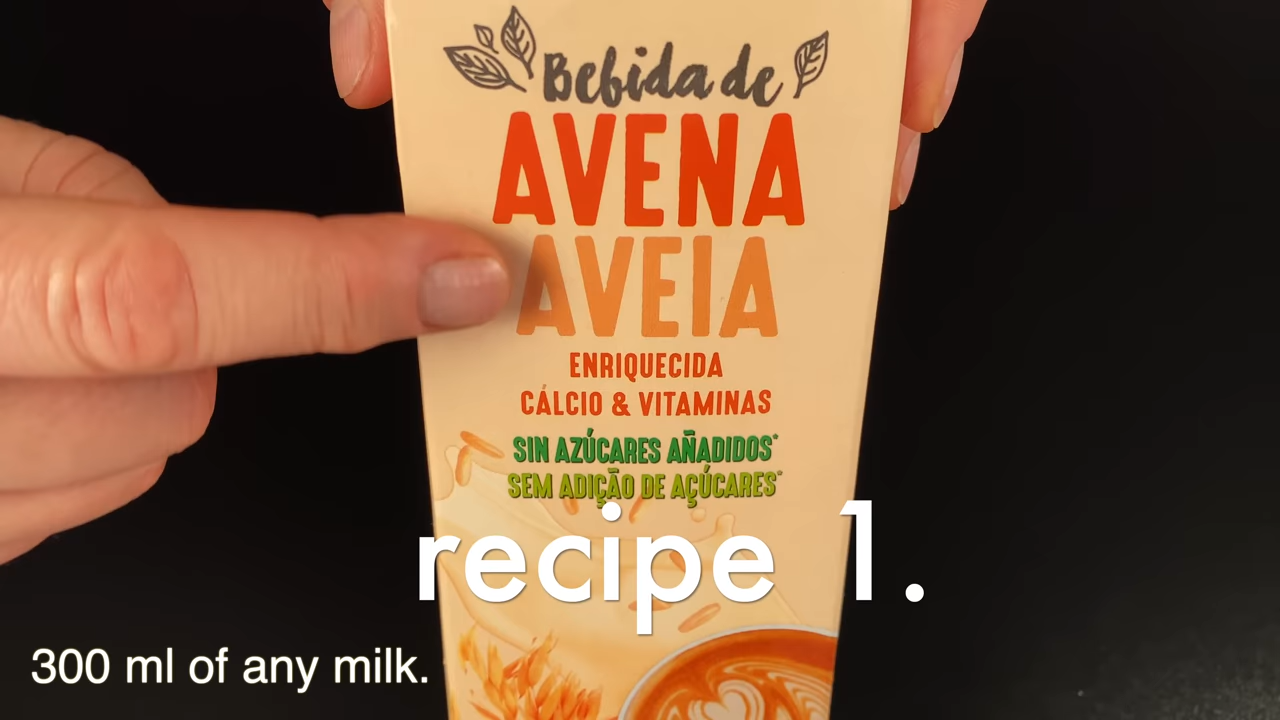 Bebida de
AVENA
AVEIA
ENRIQUECIDA
CÁLCIO & VITAMINAS
SIN AZÚCARES AÑADIDOS*
SEM ADIÇÃO DE AÇÚCARES*
recipe 1.
300 ml of any milk.